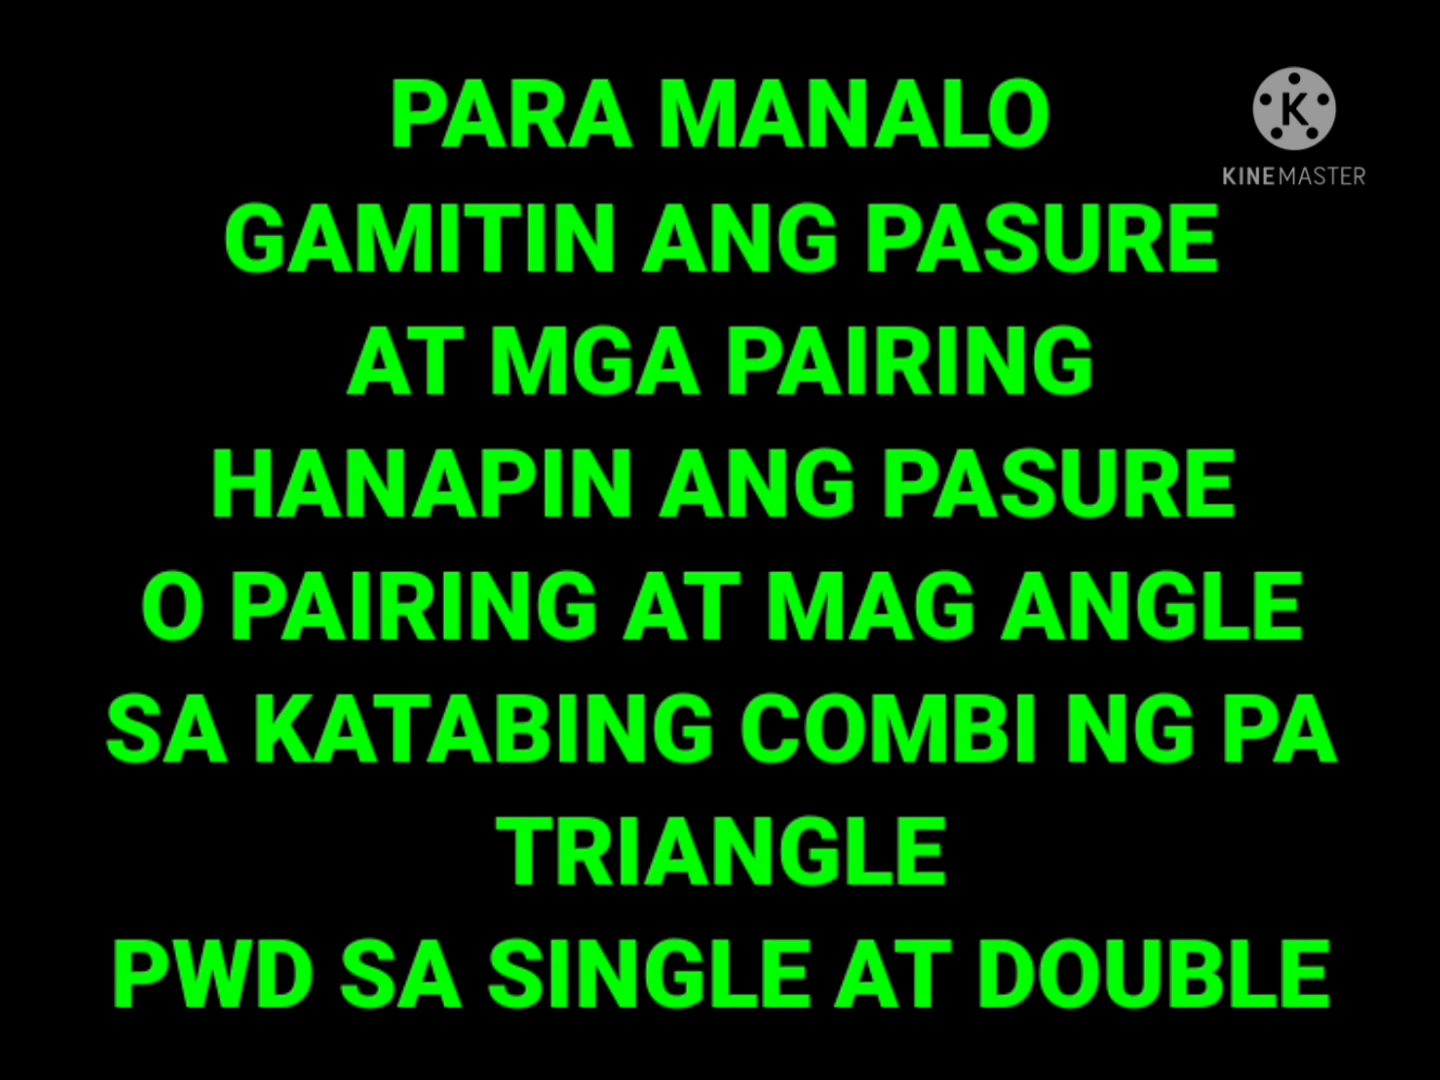 PARA MANALO
GAMITIN ANG PASURE
AT MGA PAIRING
HANAPIN ANG PASURE
O PAIRING AT MAG ANGLE
SA KATABING COMBI NG PA
TRIANGLE
PWD SA SINGLE AT DOUBLE
K
KINEMASTER